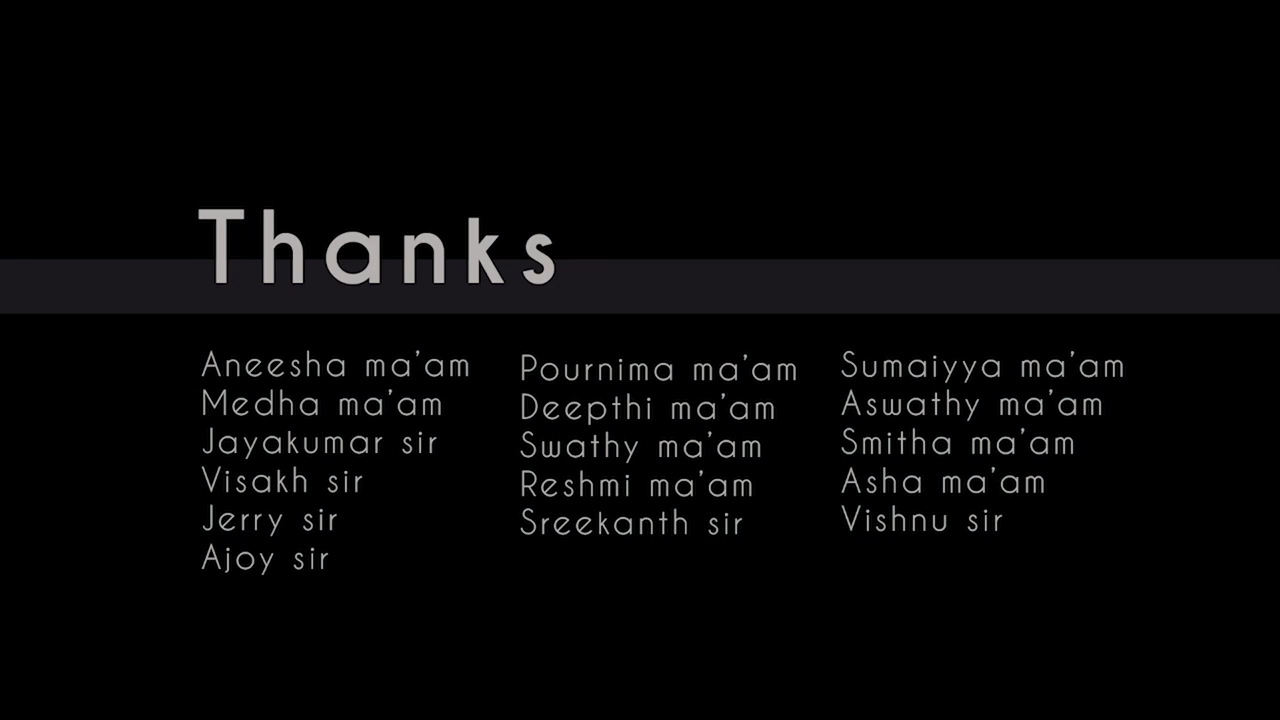 Thanks
Aneesha ma'am
Medha ma'am
Jayakumar sir
Visakh sir
Jerry sir
Ajoy sir
Pournima ma'am
Deepthi ma'am
Swathy ma'am
Reshmi ma'am
Sreekanth sir
Sumaiyya ma'am
Aswathy ma'am
Smitha ma'am
Asha ma'am
Vishnu sir